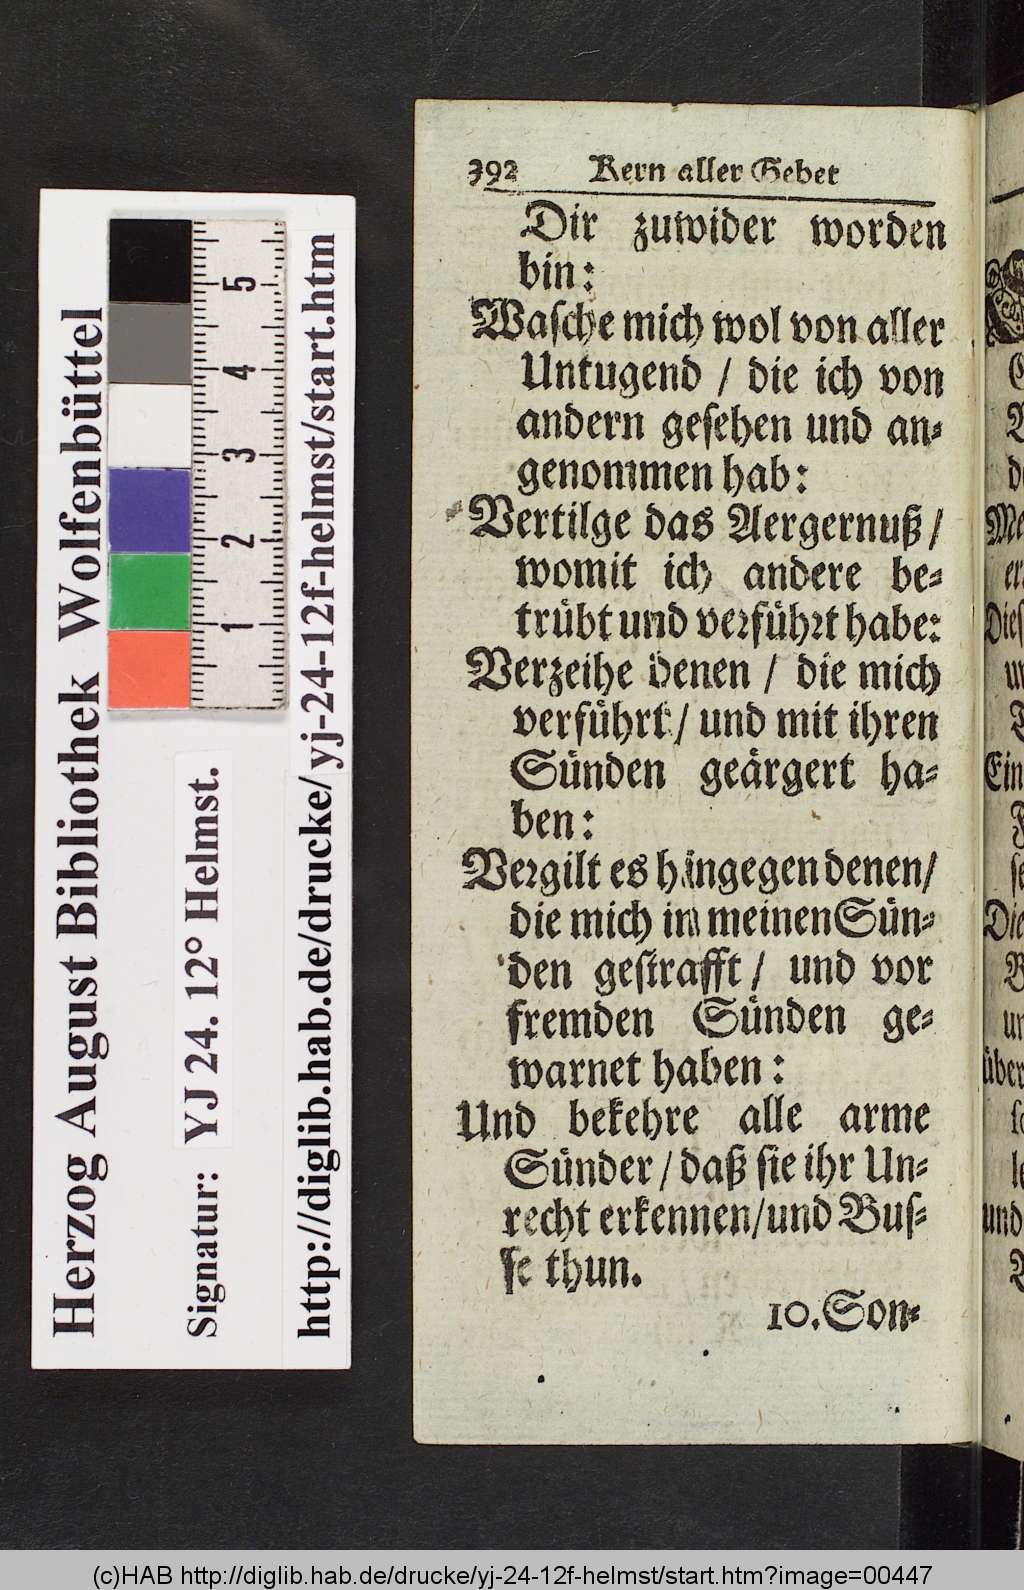 Herzog August Bibliothek Wolfenbüttel
Signatur: YJ 24. 12° Helmst.
http://diglib.hab.de/drucke/yj-24-12f-helmst/start.htm
1 2 3 4 5
392 Kern aller Gebet
Dir zuwider worden
bin:
Wasche mich wol von aller
Untugend / die ich von
andern gesehen und an-
genommen hab:
Vertilge das Aergernuß /
womit ich andere be-
trübt und verführt habe:
Verzeihe denen / die mich
verführt / und mit ihren
Sünden geärgert ha-
ben:
Vergilt es hingegen denen/
die mich in meinen Sün-
den gestrafft / und vor
fremden Sünden ge-
warnet haben:
Und bekehre alle arme
Sünder / daß sie ihr Un-
recht erkennen/und Bus-
se thun.
10. Son-
(c)HAB http://diglib.hab.de/drucke/yj-24-12f-helmst/start.htm?image=00447